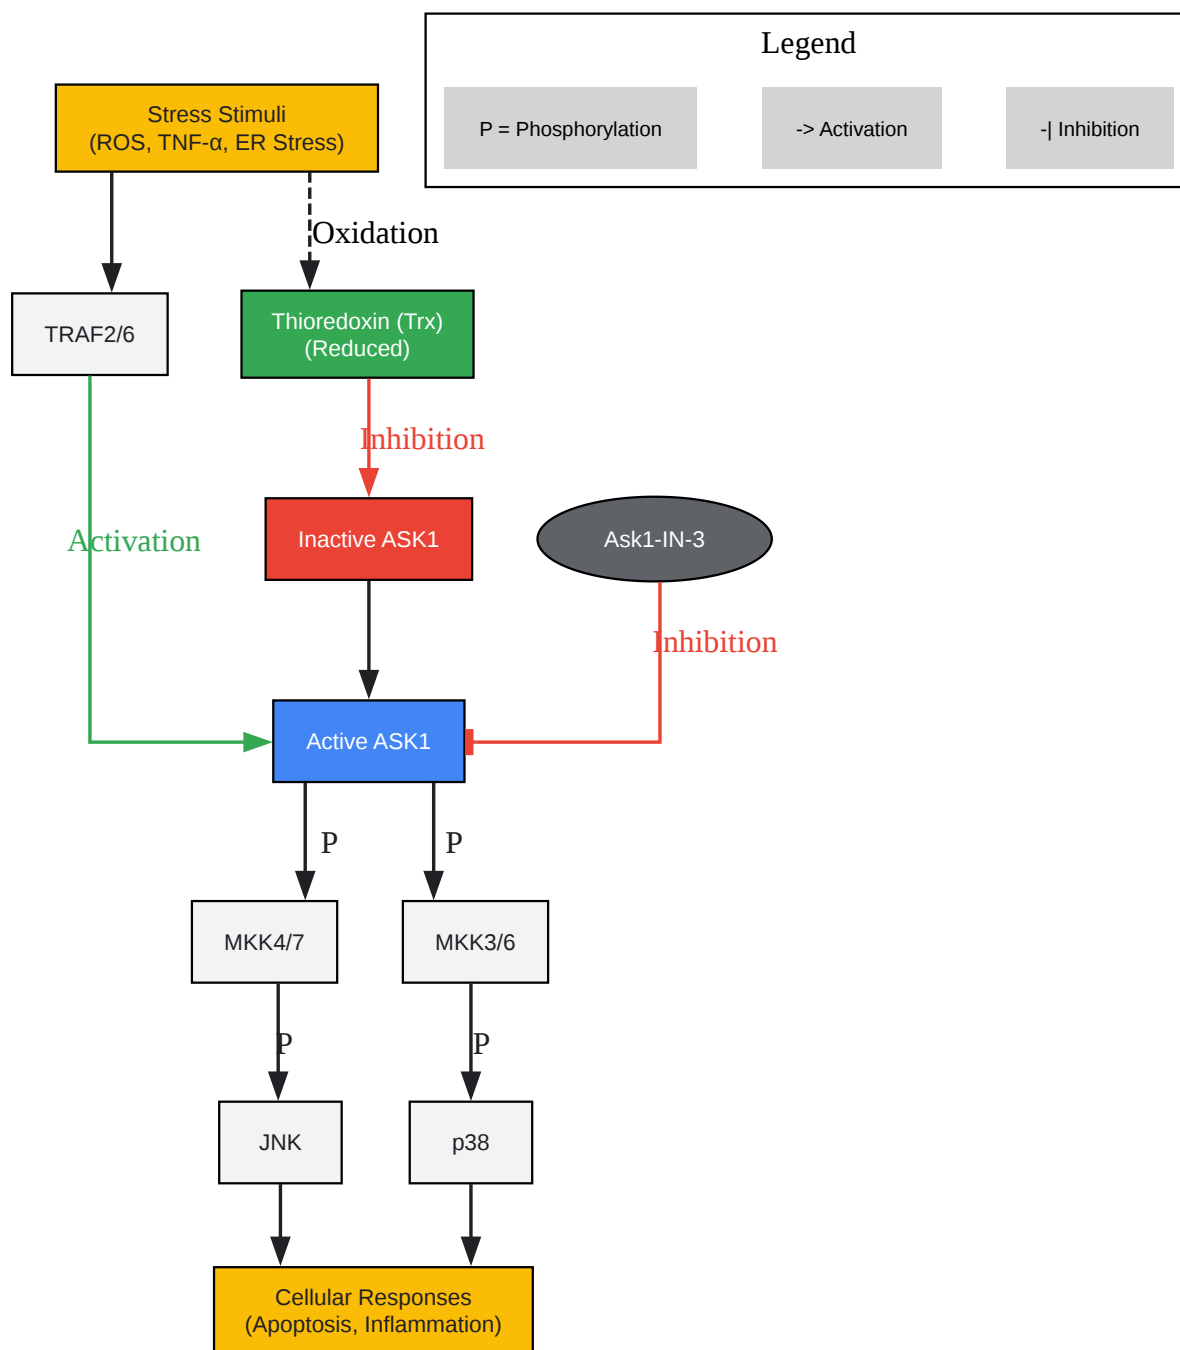 Legend
P = Phosphorylation
-> Activation
-| Inhibition
Stress Stimuli
(ROS, TNF-α, ER Stress)
Oxidation
TRAF2/6
Thioredoxin (Trx)
(Reduced)
Inhibition
Activation
Inactive ASK1
Ask1-IN-3
Inhibition
Active ASK1
P
P
MKK4/7
MKK3/6
P
P
JNK
p38
Cellular Responses
(Apoptosis, Inflammation)